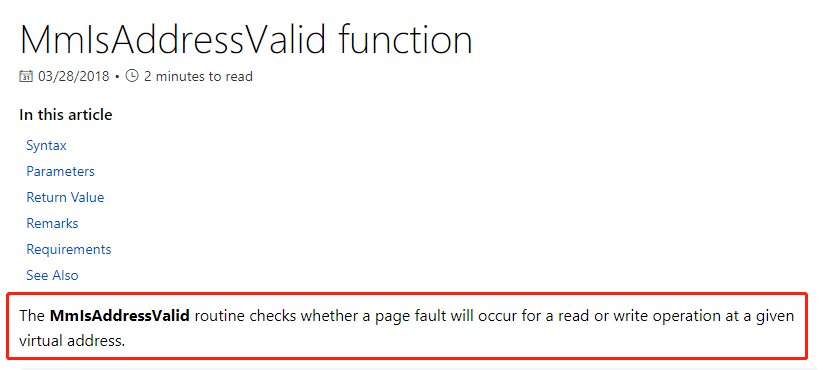 MmIsAddressValid function
03/28/2018 • 2 minutes to read
In this article
Syntax
Parameters
Return Value
Remarks
Requirements
See Also
The MmIsAddressValid routine checks whether a page fault will occur for a read or write operation at a given
virtual address.